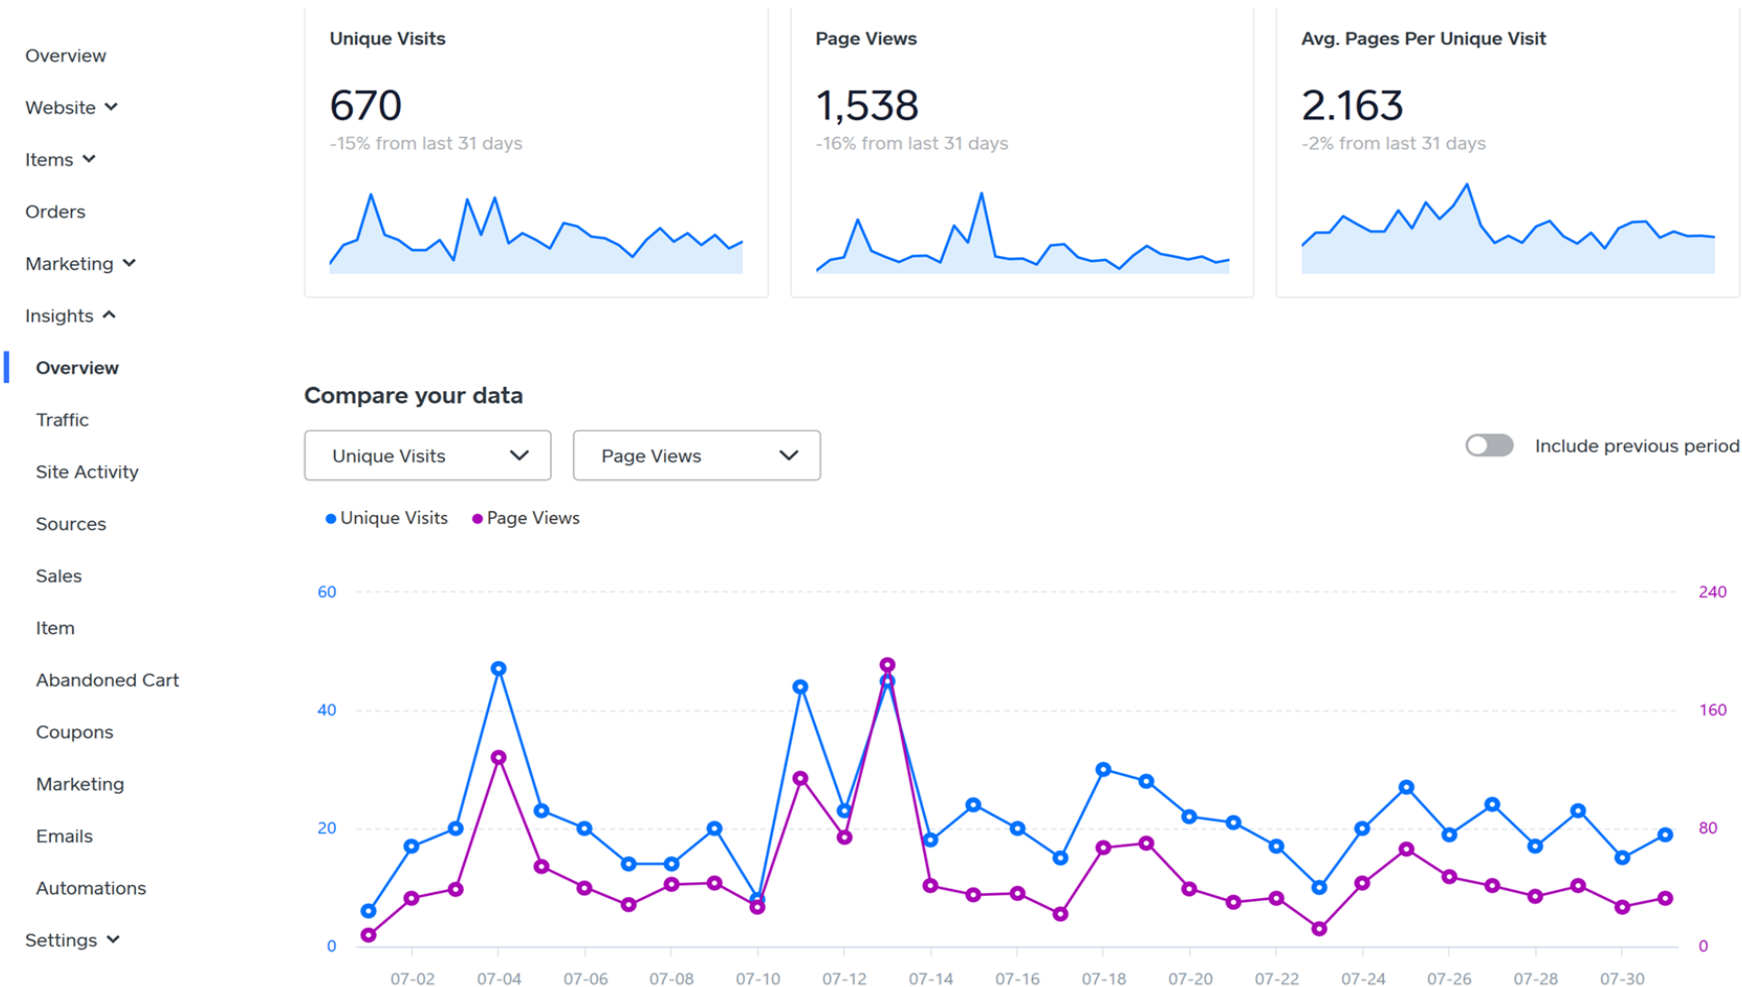 Overview
Website
Items
Orders
Marketing
Insights
Overview
Traffic
Site Activity
Sources
Sales
Item
Abandoned Cart
Coupons
Marketing
Emails
Automations
Settings
Unique Visits
670
-15% from last 31 days
Page Views
1,538
-16% from last 31 days
Avg. Pages Per Unique Visit
2.163
-2% from last 31 days
Compare your data
Unique Visits
Page Views
Include previous period
Unique Visits
Page Views
60
40
20
0
240
160
80
0
07-02 07-04 07-06 07-08 07-10 07-12 07-14 07-16 07-18 07-20 07-22 07-24 07-26 07-28 07-30